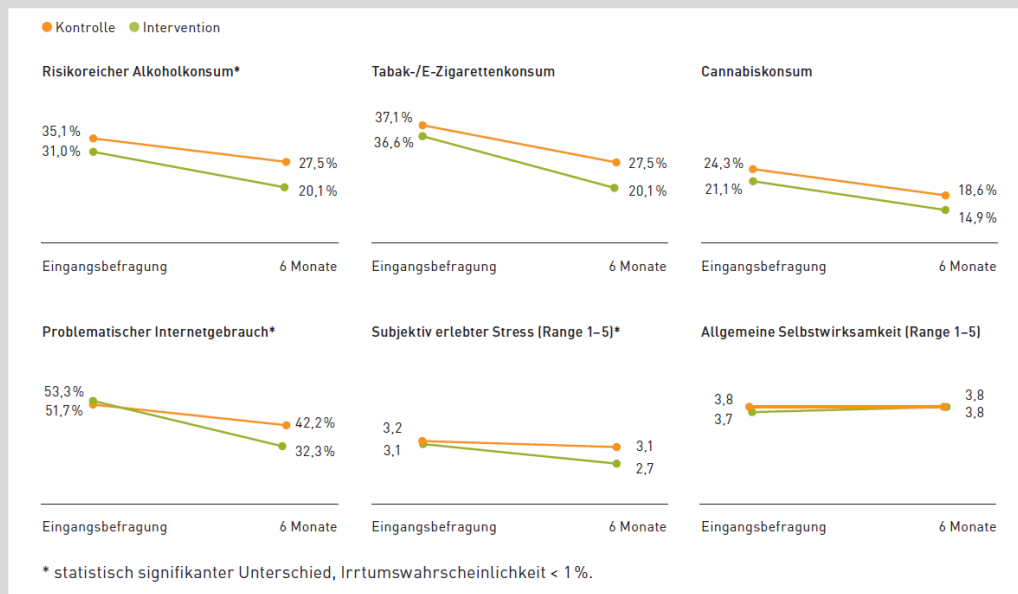 Kontrolle Intervention
Risikoreicher Alkoholkonsum*
35,1 %
31,0 %
27,5 %
20,1 %
Eingangsbefragung 6 Monate
Tabak-/E-Zigarettenkonsum
37,1 %
36,6 %
27,5 %
20,1 %
Eingangsbefragung 6 Monate
Cannabiskonsum
24,3 %
21,1 %
18,6 %
14,9 %
Eingangsbefragung 6 Monate
Problematischer Internetgebrauch*
53,3 %
51,7 %
42,2 %
32,3 %
Eingangsbefragung 6 Monate
Subjektiv erlebter Stress (Range 1–5)*
3,2
3,1
3,1
2,7
Eingangsbefragung 6 Monate
Allgemeine Selbstwirksamkeit (Range 1–5)
3,8
3,7
3,8
3,8
Eingangsbefragung 6 Monate
* statistisch signifikanter Unterschied, Irrtumswahrscheinlichkeit < 1 %.